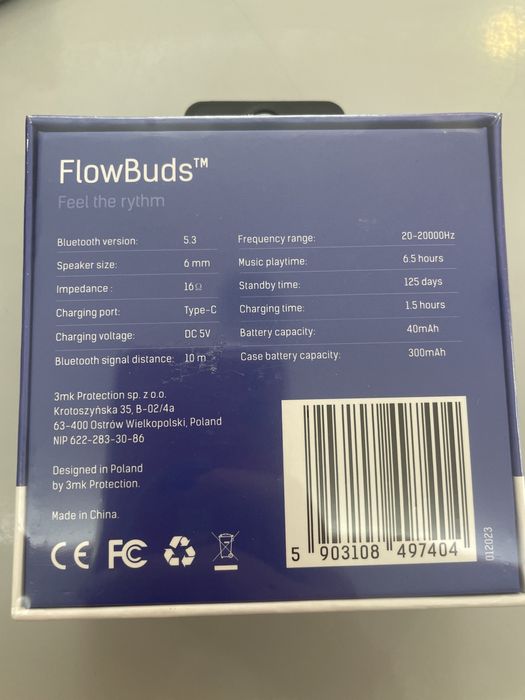 FlowBuds™
Feel the rythm
Bluetooth version: 5.3
Speaker size: 6 mm
Impedance : 16Ω
Charging port: Type-C
Charging voltage: DC 5V
Bluetooth signal distance: 10 m
Frequency range: 20-20000Hz
Music playtime: 6.5 hours
Standby time: 125 days
Charging time: 1.5 hours
Battery capacity: 40mAh
Case battery capacity: 300mAh
3mk Protection sp. z o.o.
Krotoszyńska 35, B-02/4a
63-400 Ostrów Wielkopolski, Poland
NIP 622-283-30-86
Designed in Poland
by 3mk Protection.
Made in China.
CE FC
5 903108 497404
012023